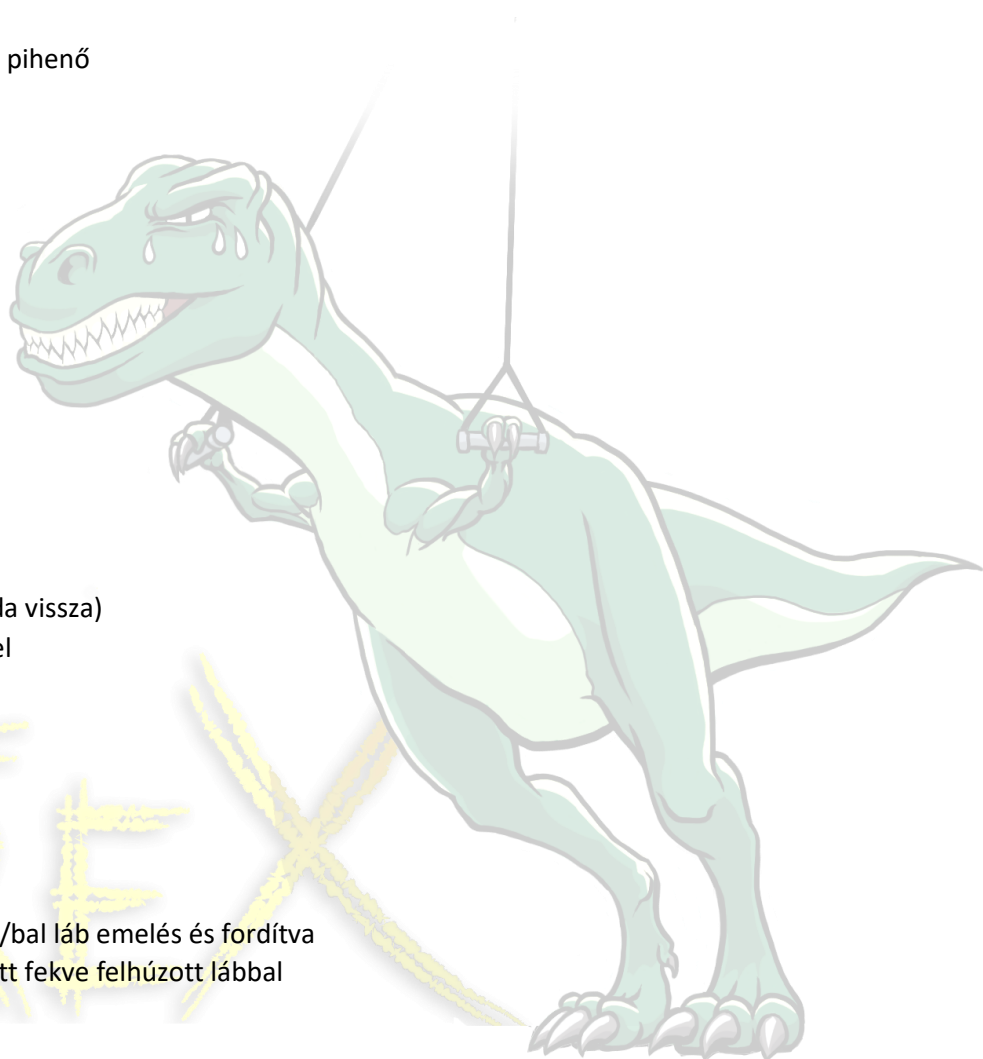 pihenő
la vissza)
el
/bal láb emelés és fordítva
tt fekve felhúzott lábbal